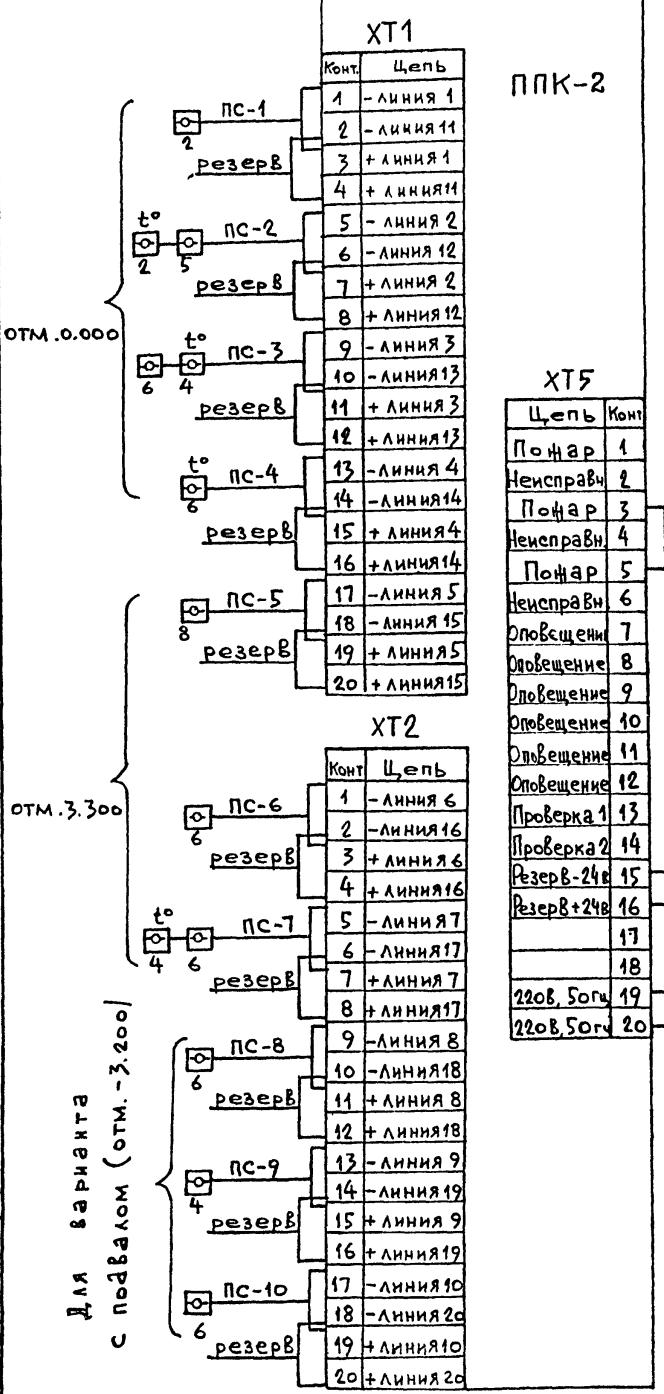 ППК-2
ХТ1
Конт. Цепь
1 -линия 1
2 -линия 11
3 +линия 1
4 +линия 11
5 -линия 2
6 -линия 12
7 +линия 2
8 +линия 12
9 -линия 3
10 -линия 13
11 +линия 3
12 +линия 13
13 -линия 4
14 -линия 14
15 +линия 4
16 +линия 14
17 -линия 5
18 -линия 15
19 +линия 5
20 +линия 15
ПС-1
2
резерв
t°
2 5
ПС-2
резерв
t°
6 4
ПС-3
резерв
t°
6
ПС-4
резерв
отм.0.000
8
ПС-5
резерв
ХТ2
Конт Цепь
1 -линия 6
2 -линия 16
3 +линия 6
4 +линия 16
5 -линия 7
6 -линия 17
7 +линия 7
8 +линия 17
9 -линия 8
10 -линия 18
11 +линия 8
12 +линия 18
13 -линия 9
14 -линия 19
15 +линия 9
16 +линия 19
17 -линия 10
18 -линия 20
19 +линия 10
20 +линия 20
ПС-6
6
резерв
t°
4 6
ПС-7
резерв
отм.3.300
ПС-8
6
резерв
ПС-9
4
резерв
ПС-10
6
резерв
Для варианта
с подвалом (отм.-3.200)
ХТ5
Цепь Конт
Пожар 1
Неисправн 2
Пожар 3
Неисправн. 4
Пожар 5
Неисправн 6
Оповещени 7
Оповещение 8
Оповещение 9
Оповещение 10
Оповещение 11
Оповещение 12
Проверка 1 13
Проверка 2 14
Резерв-24в 15
Резерв+24в 16
17
18
220В, 50гц 19
220В, 50гц 20